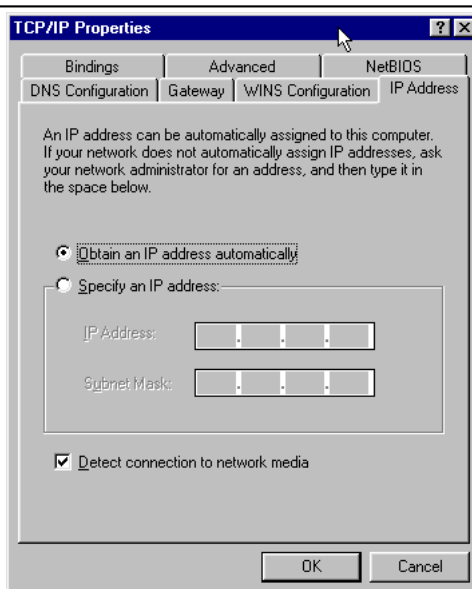 TCP/IP Properties
Bindings Advanced NetBIOS
DNS Configuration Gateway WINS Configuration IP Address
An IP address can be automatically assigned to this computer.
If your network does not automatically assign IP addresses, ask
your network administrator for an address, and then type it in
the space below.
Obtain an IP address automatically
Specify an IP address:
IP Address:
Subnet Mask:
Detect connection to network media
OK Cancel